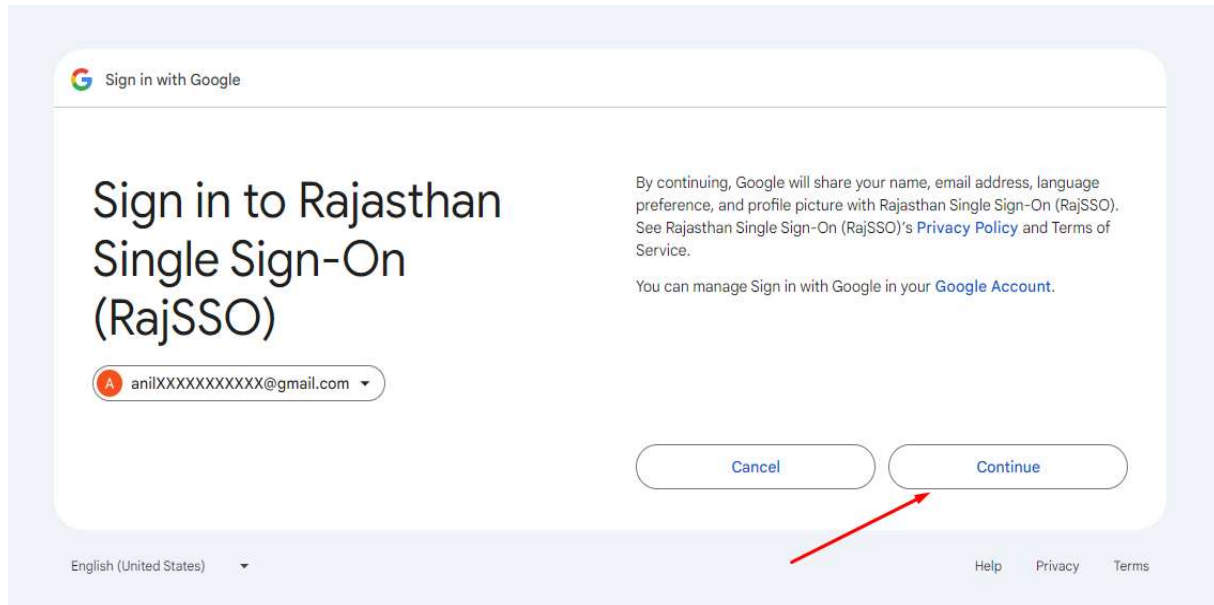 Sign in with Google
Sign in to Rajasthan
Single Sign-On
(RajSSO)
A anilXXXXXXXXXXX@gmail.com
By continuing, Google will share your name, email address, language
preference, and profile picture with Rajasthan Single Sign-On (RajSSO).
See Rajasthan Single Sign-On (RajSSO)'s Privacy Policy and Terms of
Service.
You can manage Sign in with Google in your Google Account.
Cancel
Continue
English (United States)
Help Privacy Terms